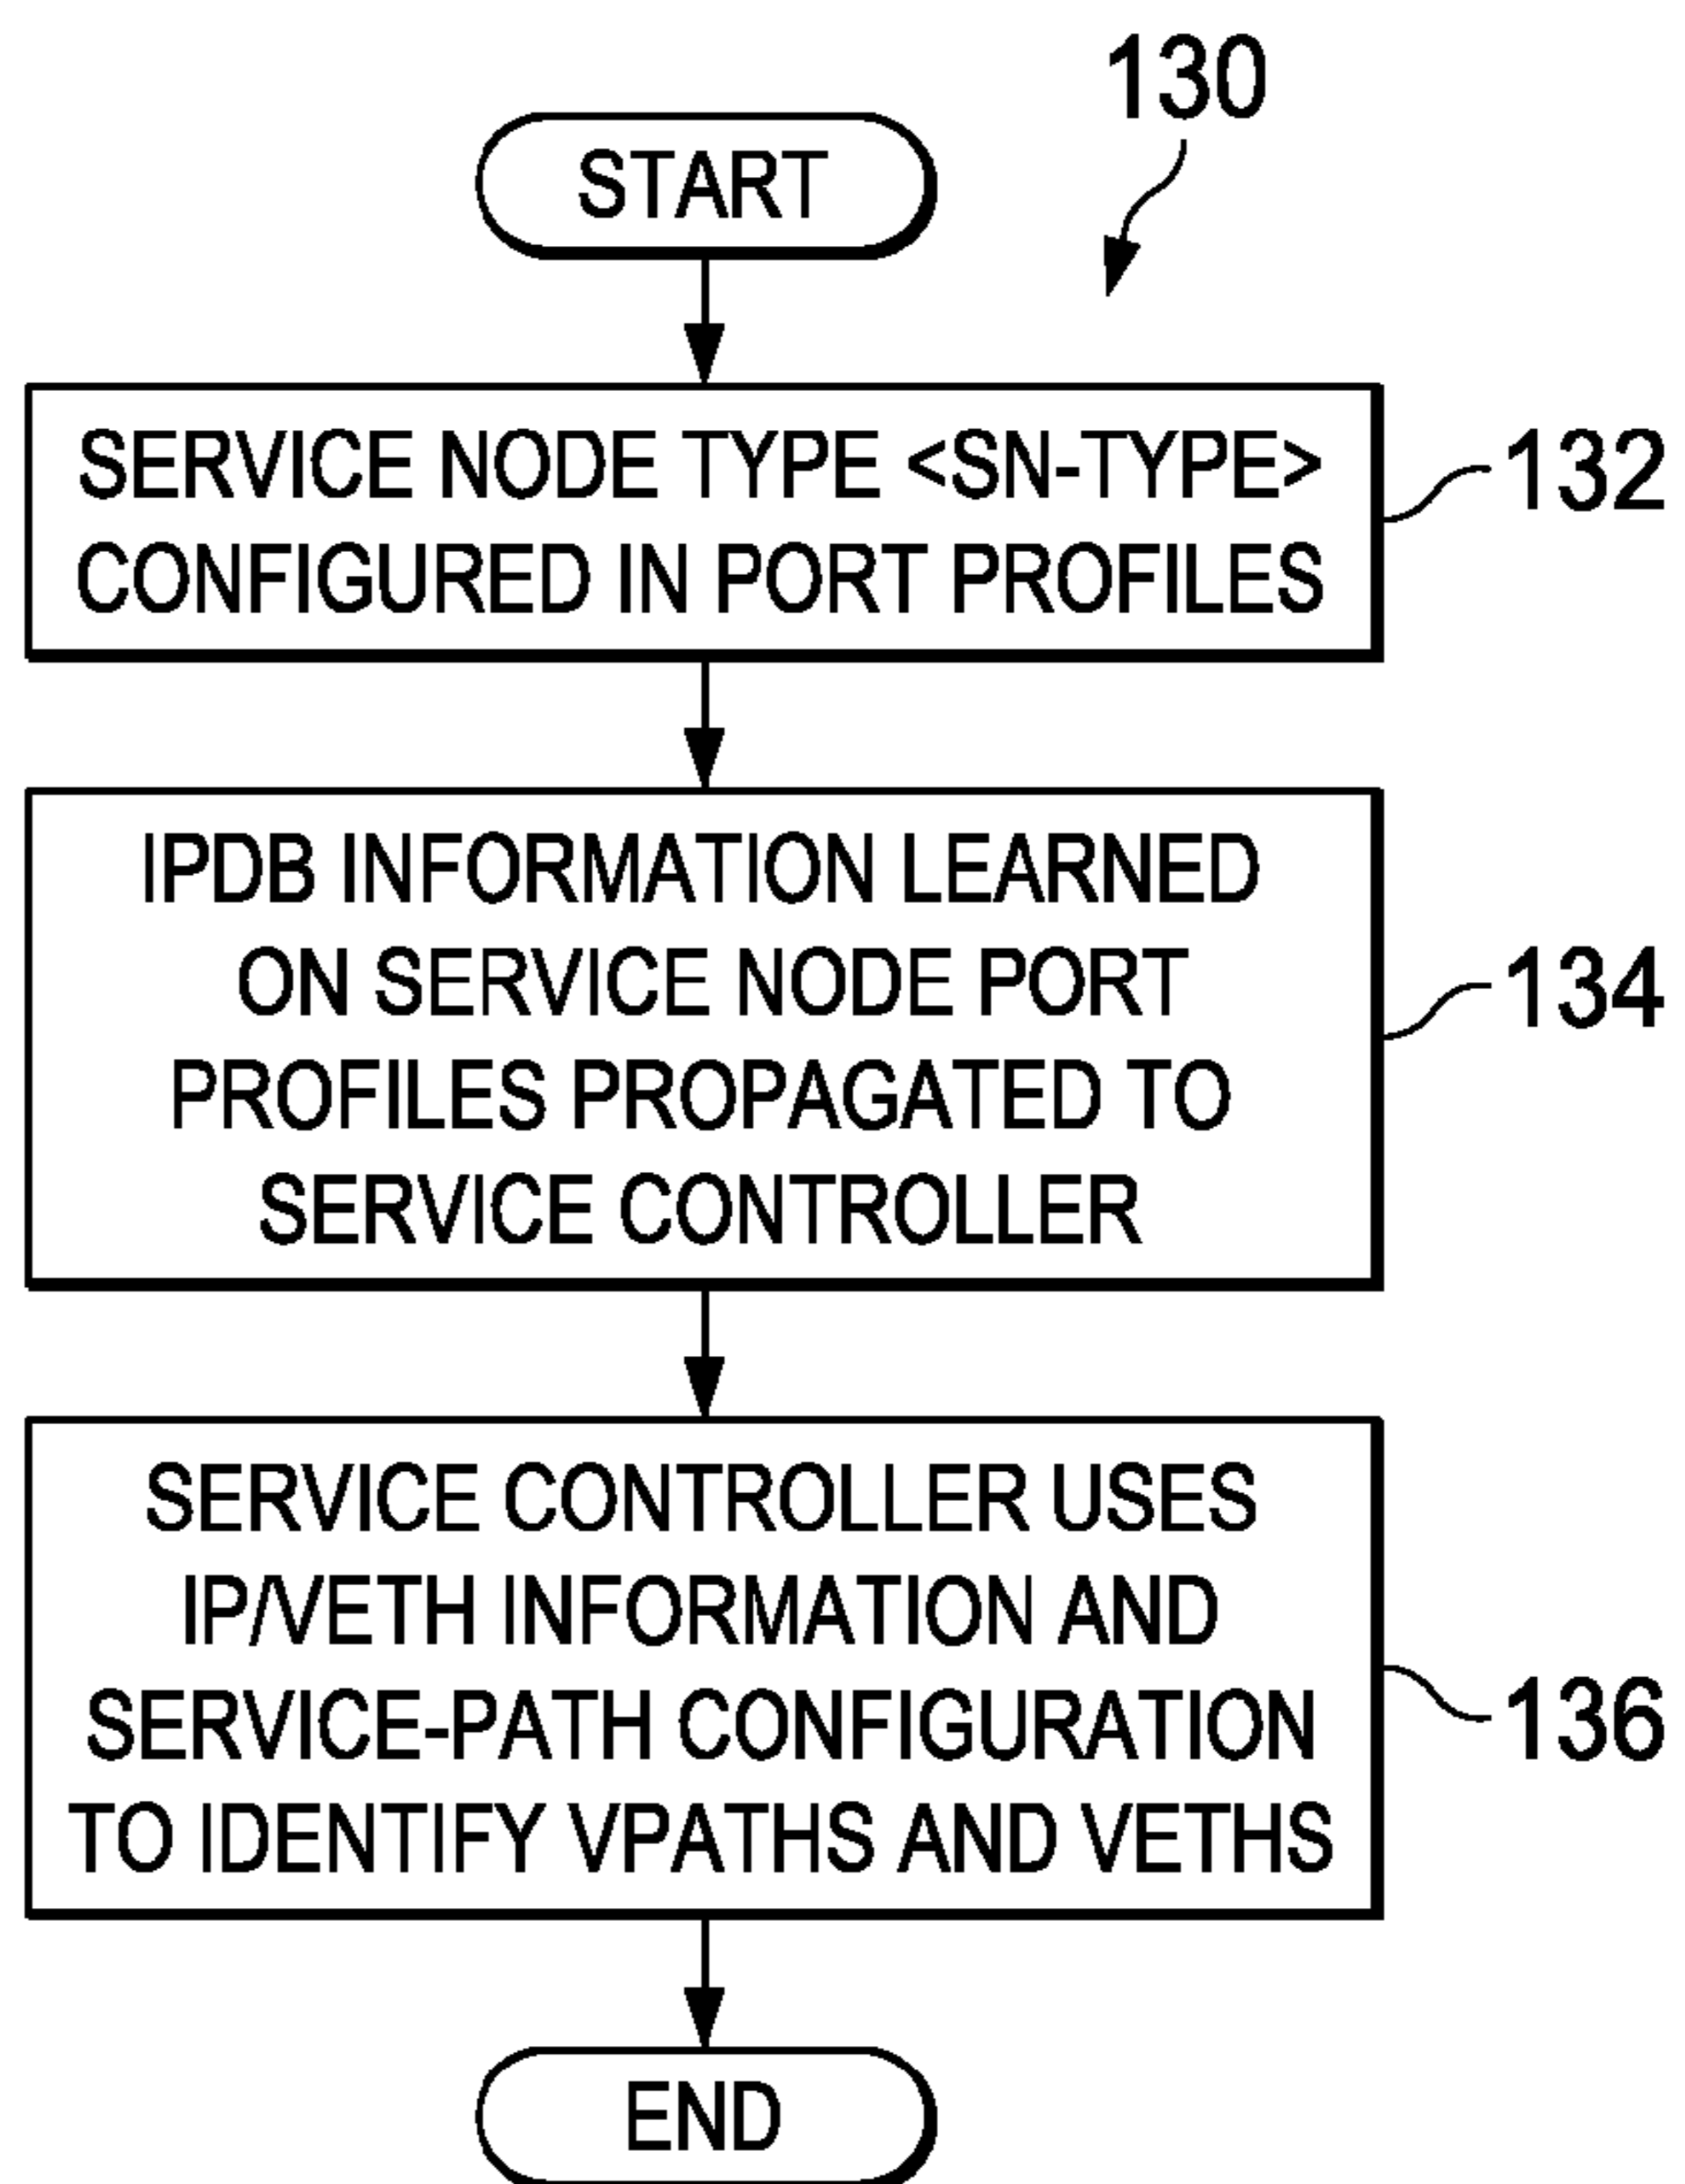 130
START
SERVICE NODE TYPE <SN-TYPE>
CONFIGURED IN PORT PROFILES
132
IPDB INFORMATION LEARNED
ON SERVICE NODE PORT
PROFILES PROPAGATED TO
SERVICE CONTROLLER
134
SERVICE CONTROLLER USES
IP/VETH INFORMATION AND
SERVICE-PATH CONFIGURATION
TO IDENTIFY VPATHS AND VETHS
136
END